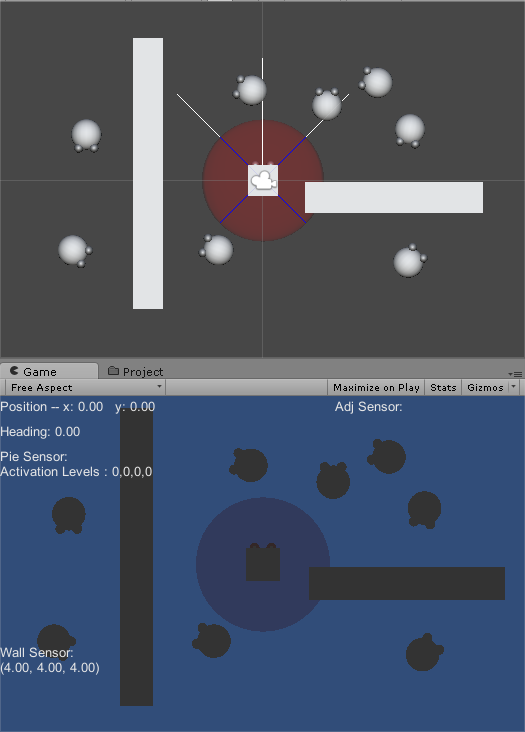 Game
Project
Free Aspect
Maximize on Play
Stats
Gizmos
Position -- x: 0.00 y: 0.00
Adj Sensor:
Heading: 0.00
Pie Sensor:
Activation Levels : 0,0,0,0
Wall Sensor:
(4.00, 4.00, 4.00)